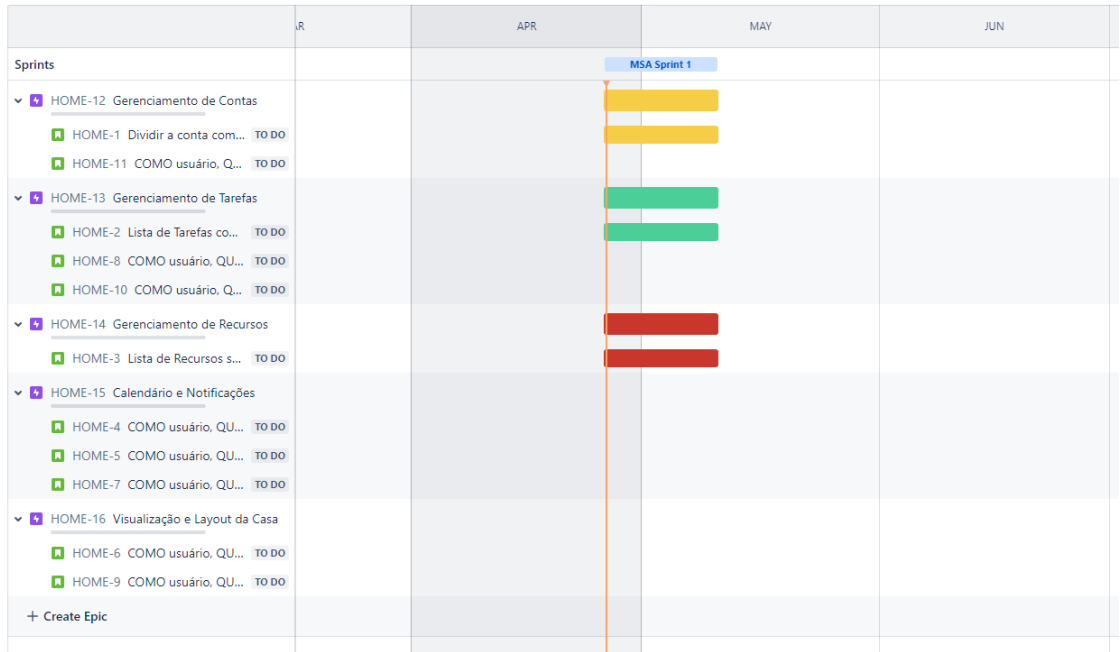 AR APR MAY JUN
Sprints MSA Sprint 1
HOME-12 Gerenciamento de Contas
HOME-1 Dividir a conta com... TO DO
HOME-11 COMO usuário, Q... TO DO
HOME-13 Gerenciamento de Tarefas
HOME-2 Lista de Tarefas co... TO DO
HOME-8 COMO usuário, QU... TO DO
HOME-10 COMO usuário, Q... TO DO
HOME-14 Gerenciamento de Recursos
HOME-3 Lista de Recursos s... TO DO
HOME-15 Calendário e Notificações
HOME-4 COMO usuário, QU... TO DO
HOME-5 COMO usuário, QU... TO DO
HOME-7 COMO usuário, QU... TO DO
HOME-16 Visualização e Layout da Casa
HOME-6 COMO usuário, QU... TO DO
HOME-9 COMO usuário, QU... TO DO
+ Create Epic